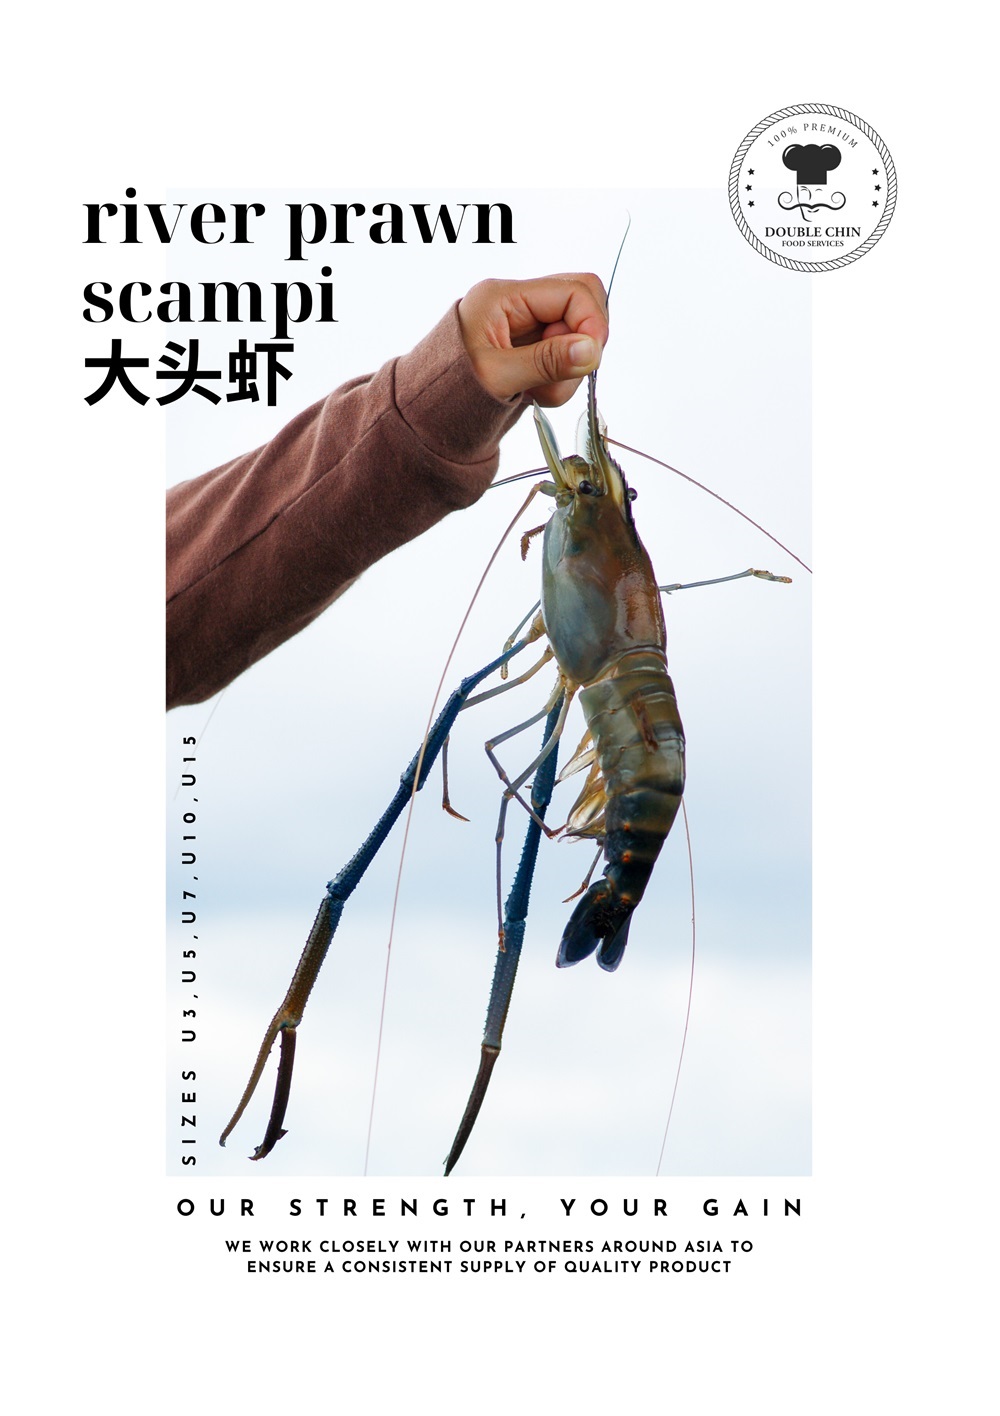 100% PREMIUM
DOUBLE CHIN
FOOD SERVICES
river prawn
scampi
大头虾
SIZES U3,U5,U7,U10,U15
OUR STRENGTH, YOUR GAIN
WE WORK CLOSELY WITH OUR PARTNERS AROUND ASIA TO
ENSURE A CONSISTENT SUPPLY OF QUALITY PRODUCT